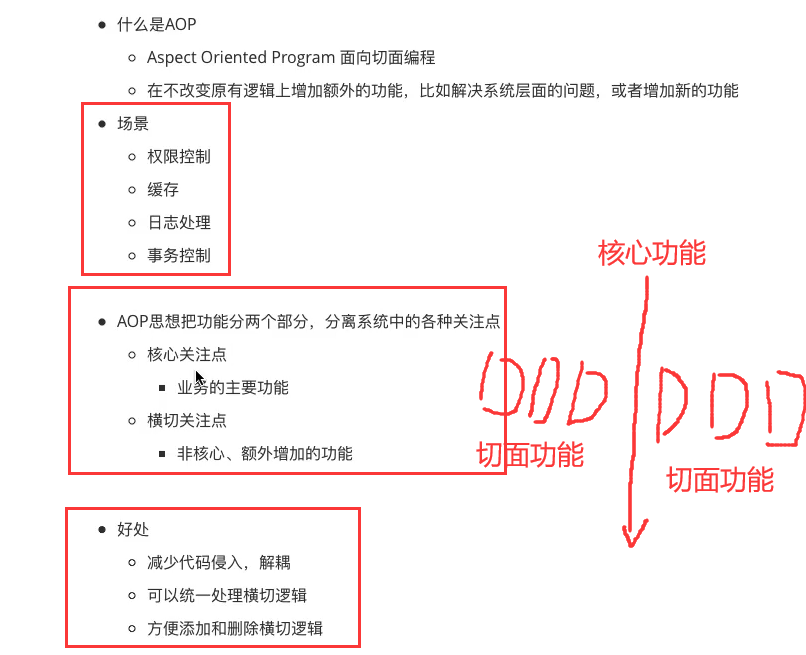 什么是AOP
Aspect Oriented Program 面向切面编程
在不改变原有逻辑上增加额外的功能，比如解决系统层面的问题，或者增加新的功能
场景
权限控制
缓存
日志处理
事务控制
AOP思想把功能分两个部分，分离系统中的各种关注点
核心关注点
业务的主要功能
横切关注点
非核心、额外增加的功能
好处
减少代码侵入，解耦
可以统一处理横切逻辑
方便添加和删除横切逻辑
核心功能
切面功能
切面功能